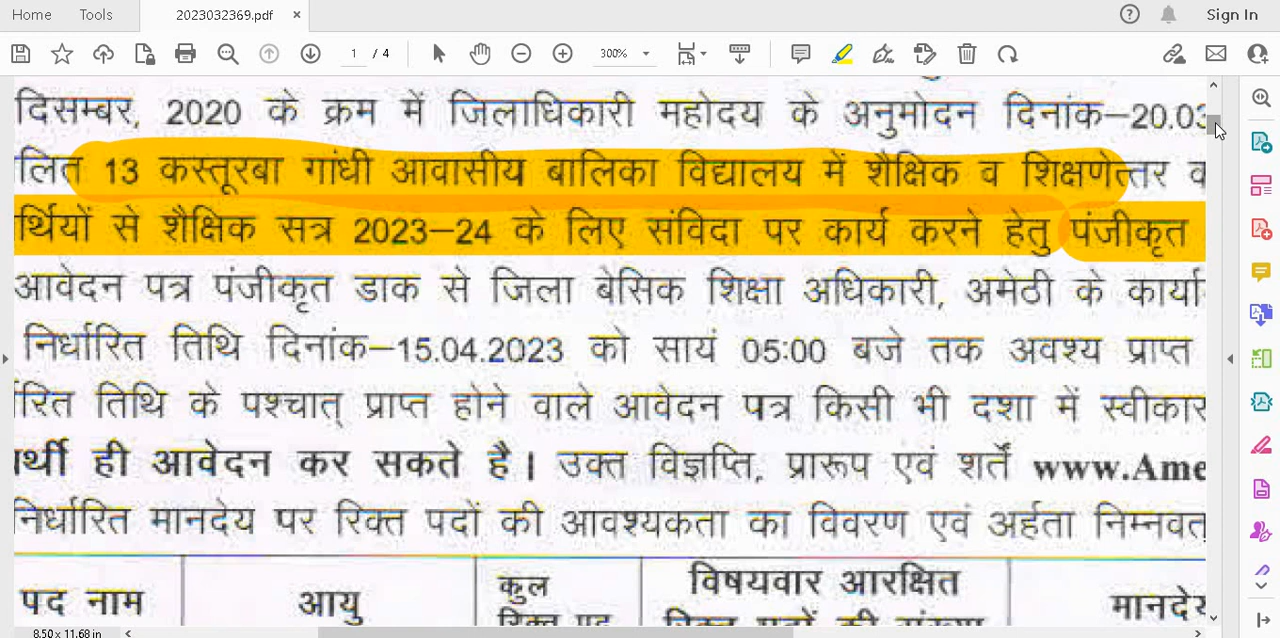 Home Tools 2023032369.pdf × Sign In
1 / 4 300%
दिसम्बर, 2020 के क्रम में जिलाधिकारी महोदय के अनुमोदन दिनांक–20.03
लित 13 कस्तूरबा गांधी आवासीय बालिका विद्यालय में शैक्षिक व शिक्षणेत्तर व
र्थियों से शैक्षिक सत्र 2023–24 के लिए संविदा पर कार्य करने हेतु पंजीकृत
आवेदन पत्र पंजीकृत डाक से जिला बेसिक शिक्षा अधिकारी, अमेठी के कार्या
निर्धारित तिथि दिनांक–15.04.2023 को सायं 05:00 बजे तक अवश्य प्राप्त
रित तिथि के पश्चात् प्राप्त होने वाले आवेदन पत्र किसी भी दशा में स्वीकार
र्थी ही आवेदन कर सकते है। उक्त विज्ञप्ति, प्रारूप एवं शर्तें www.Ame
निर्धारित मानदेय पर रिक्त पदों की आवश्यकता का विवरण एवं अर्हता निम्नवत
पद नाम आयु कुल विषयवार आरक्षित मानदेय
रिक्त पद रिक्त पदों की संख्या
8.50 x 11.68 in